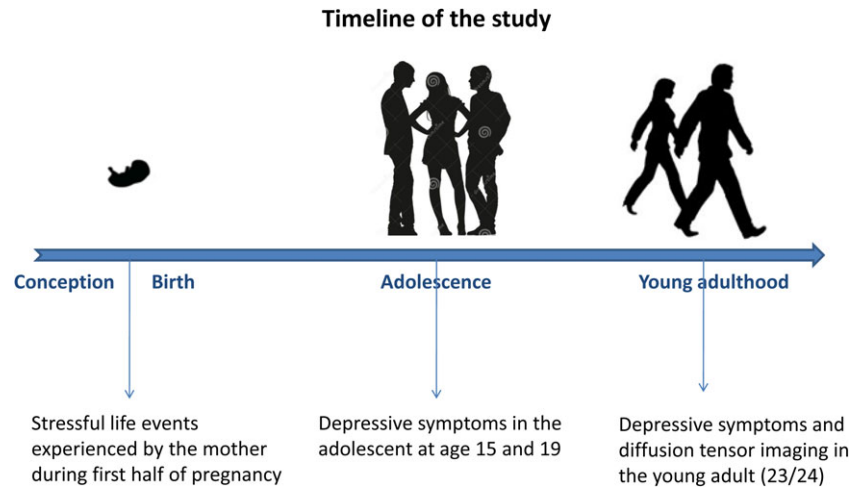 Timeline of the study
Conception
Birth
Adolescence
Young adulthood
Stressful life events
experienced by the mother
during first half of pregnancy
Depressive symptoms in the
adolescent at age 15 and 19
Depressive symptoms and
diffusion tensor imaging in
the young adult (23/24)